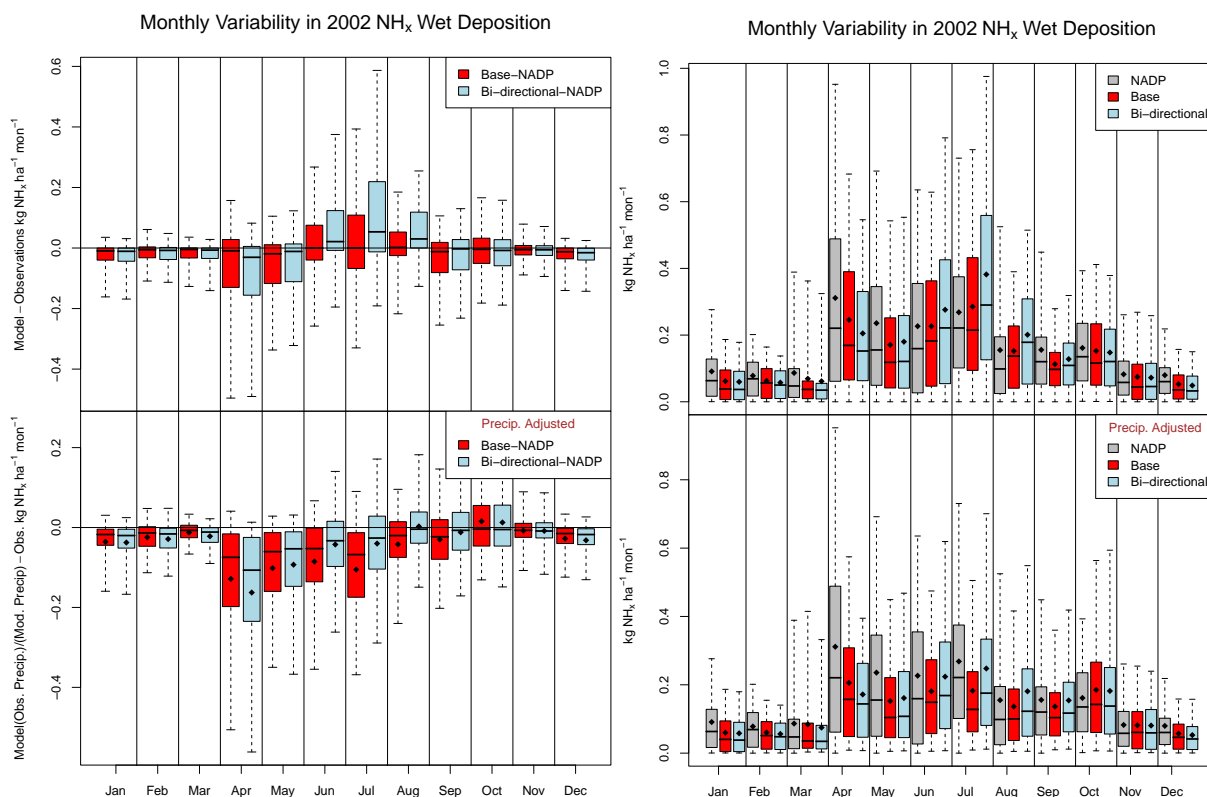 Monthly Variability in 2002 NHₓ Wet Deposition
Model − Observations kg NHₓ ha⁻¹ mon⁻¹
0.6
0.4
0.2
0.0
−0.2
−0.4
Base−NADP
Bi−directional−NADP
Model(Obs. Precip.)/(Mod. Precip) − Obs. kg NHₓ ha⁻¹ mon⁻¹
0.2
0.0
−0.2
−0.4
Precip. Adjusted
Base−NADP
Bi−directional−NADP
Jan Feb Mar Apr May Jun Jul Aug Sep Oct Nov Dec
Monthly Variability in 2002 NHₓ Wet Deposition
kg NHₓ ha⁻¹ mon⁻¹
1.0
0.8
0.6
0.4
0.2
0.0
NADP
Base
Bi−directional
kg NHₓ ha⁻¹ mon⁻¹
0.8
0.6
0.4
0.2
0.0
Precip. Adjusted
NADP
Base
Bi−directional
Jan Feb Mar Apr May Jun Jul Aug Sep Oct Nov Dec